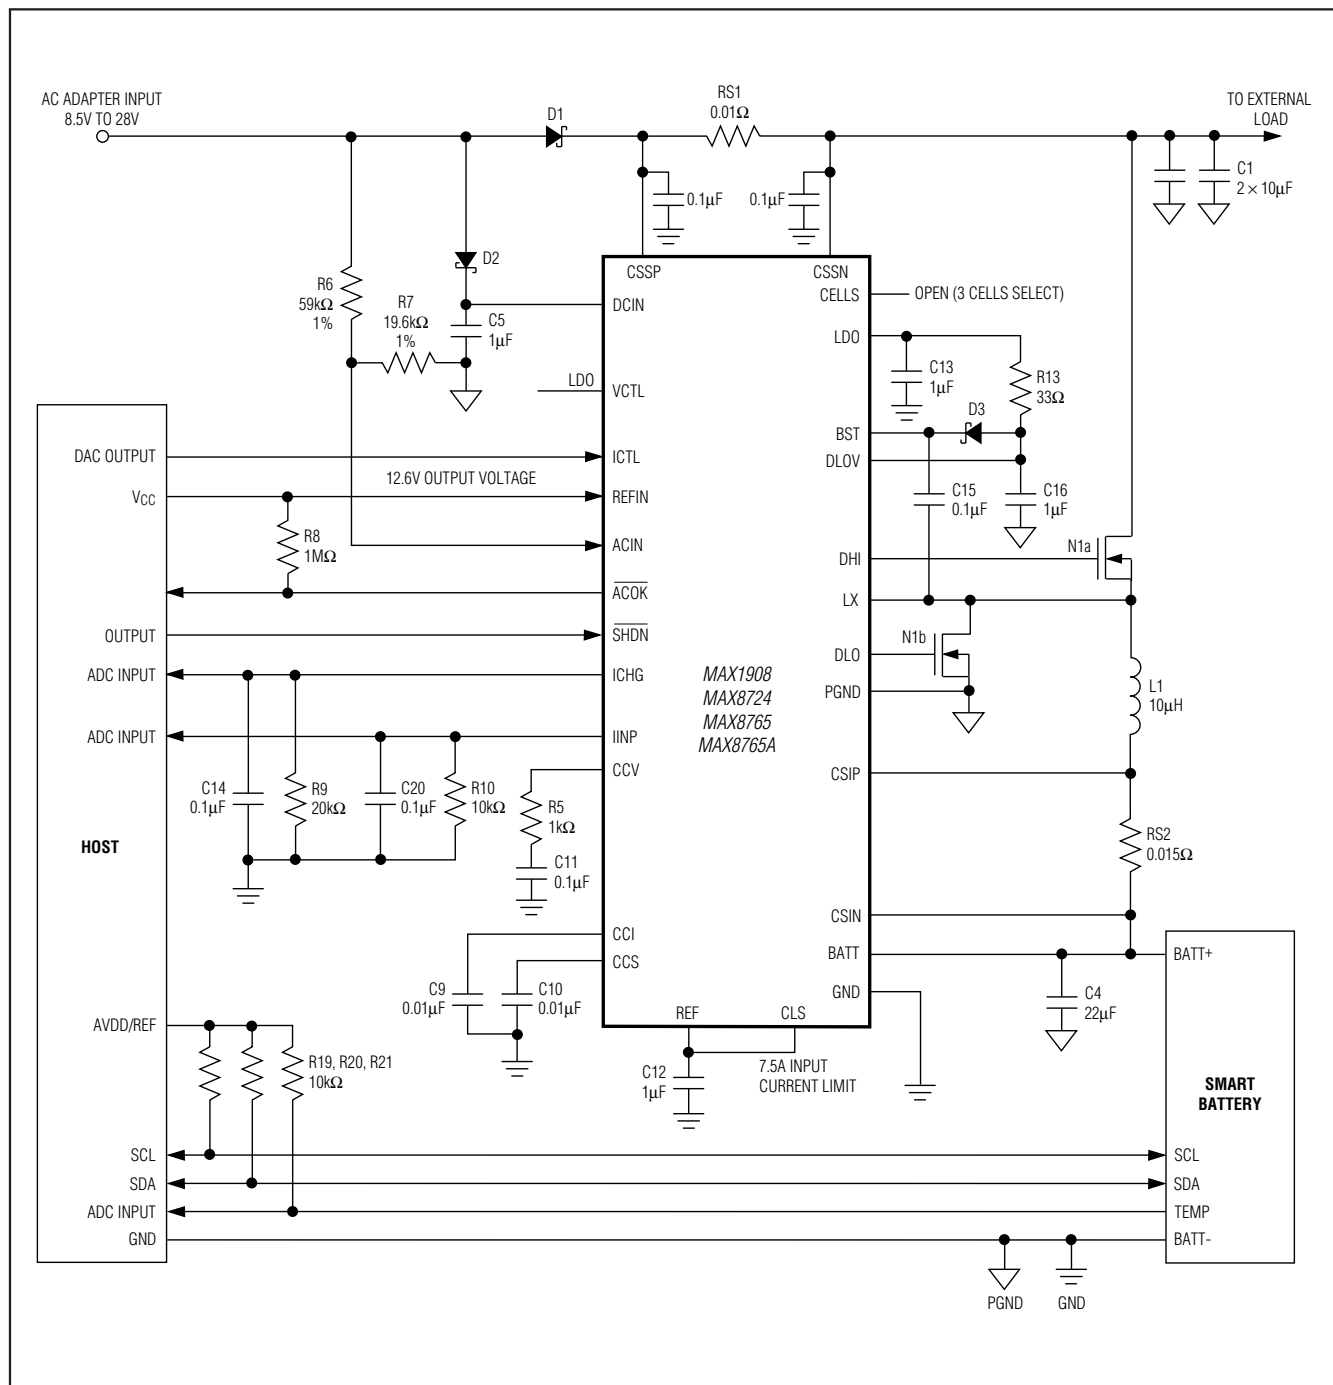 AC ADAPTER INPUT
8.5V TO 28V
D1
RS1
0.01Ω
TO EXTERNAL
LOAD
C1
2 × 10µF
0.1µF
0.1µF
D2
R6
59kΩ
1%
R7
19.6kΩ
1%
C5
1µF
CSSP
CSSN
CELLS
OPEN (3 CELLS SELECT)
DCIN
LDO
C13
1µF
R13
33Ω
LDO
VCTL
D3
BST
DLOV
DAC OUTPUT
ICTL
12.6V OUTPUT VOLTAGE
VCC
REFIN
C15
0.1µF
C16
1µF
R8
1MΩ
ACIN
DHI
N1a
ACOK
LX
OUTPUT
SHDN
N1b
DLO
ADC INPUT
ICHG
PGND
MAX1908
MAX8724
MAX8765
MAX8765A
L1
10µH
ADC INPUT
IINP
CCV
CSIP
C14
0.1µF
R9
20kΩ
C20
0.1µF
R10
10kΩ
R5
1kΩ
RS2
0.015Ω
HOST
C11
0.1µF
CSIN
CCI
BATT
BATT+
CCS
C9
0.01µF
C10
0.01µF
GND
C4
22µF
REF
CLS
AVDD/REF
R19, R20, R21
10kΩ
C12
1µF
7.5A INPUT
CURRENT LIMIT
SMART
BATTERY
SCL
SCL
SDA
SDA
ADC INPUT
TEMP
GND
BATT-
PGND
GND